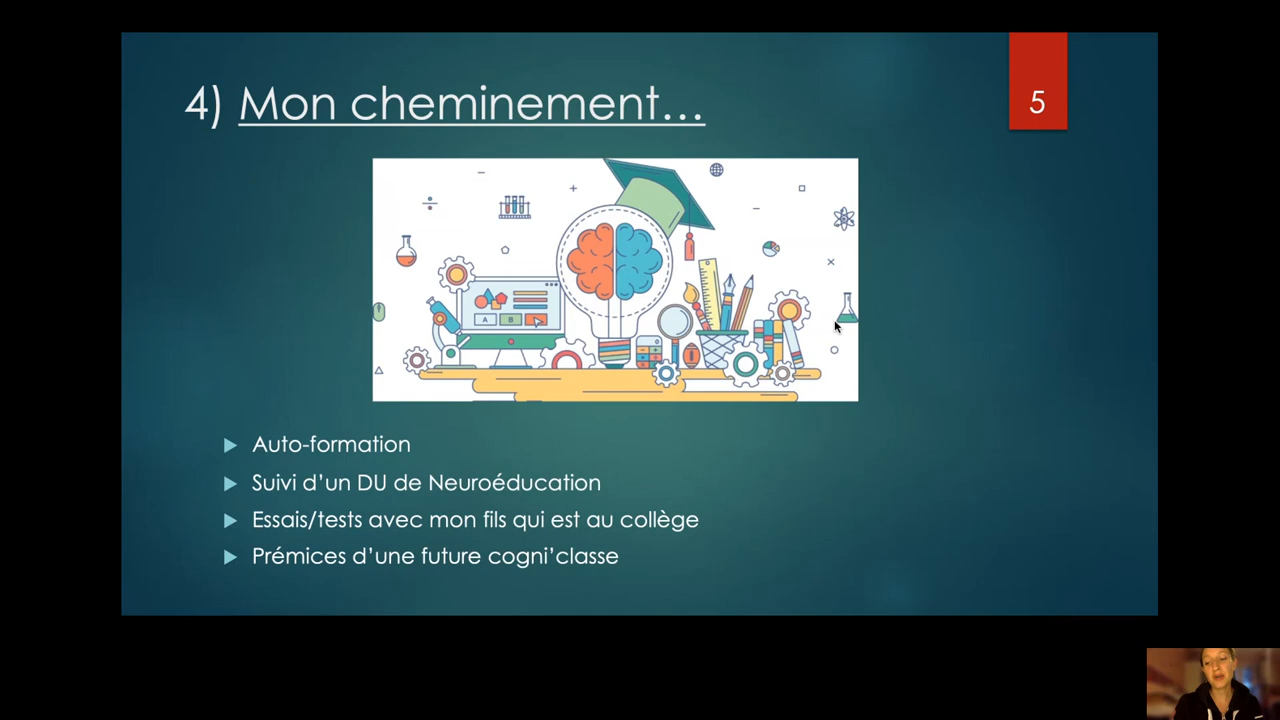 4) Mon cheminement...
5
A B
Auto-formation
Suivi d'un DU de Neuroéducation
Essais/tests avec mon fils qui est au collège
Prémices d'une future cogni'classe